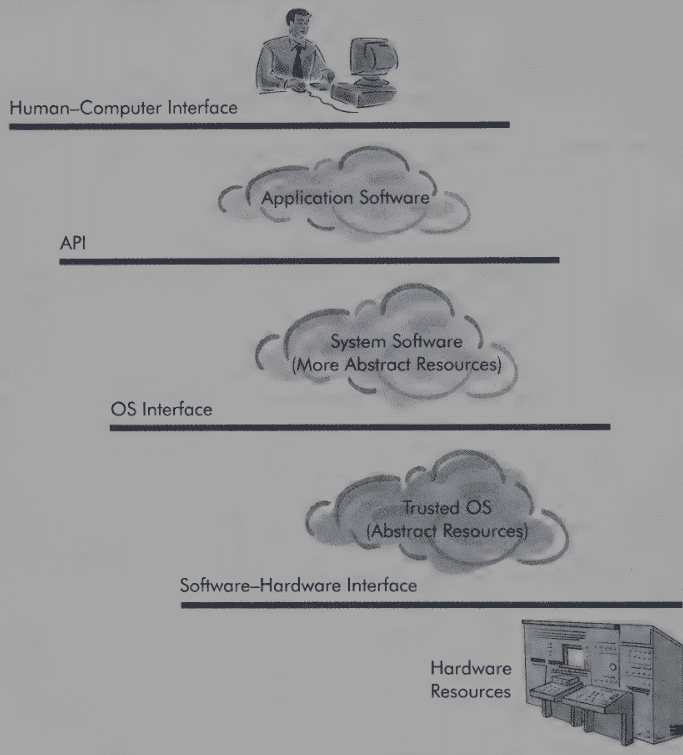 Human–Computer Interface
Application Software
API
System Software
(More Abstract Resources)
OS Interface
Trusted OS
(Abstract Resources)
Software–Hardware Interface
Hardware
Resources